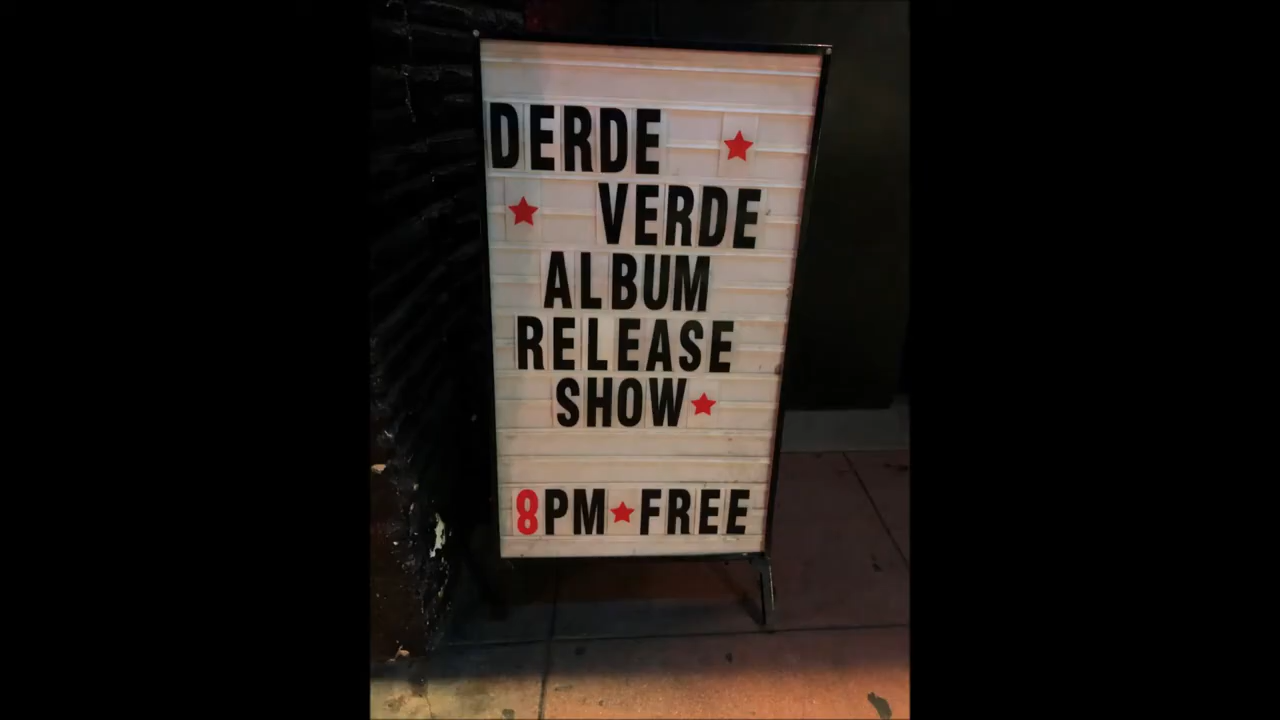 DERDE ★
★ VERDE
ALBUM
RELEASE
SHOW★
8PM★FREE